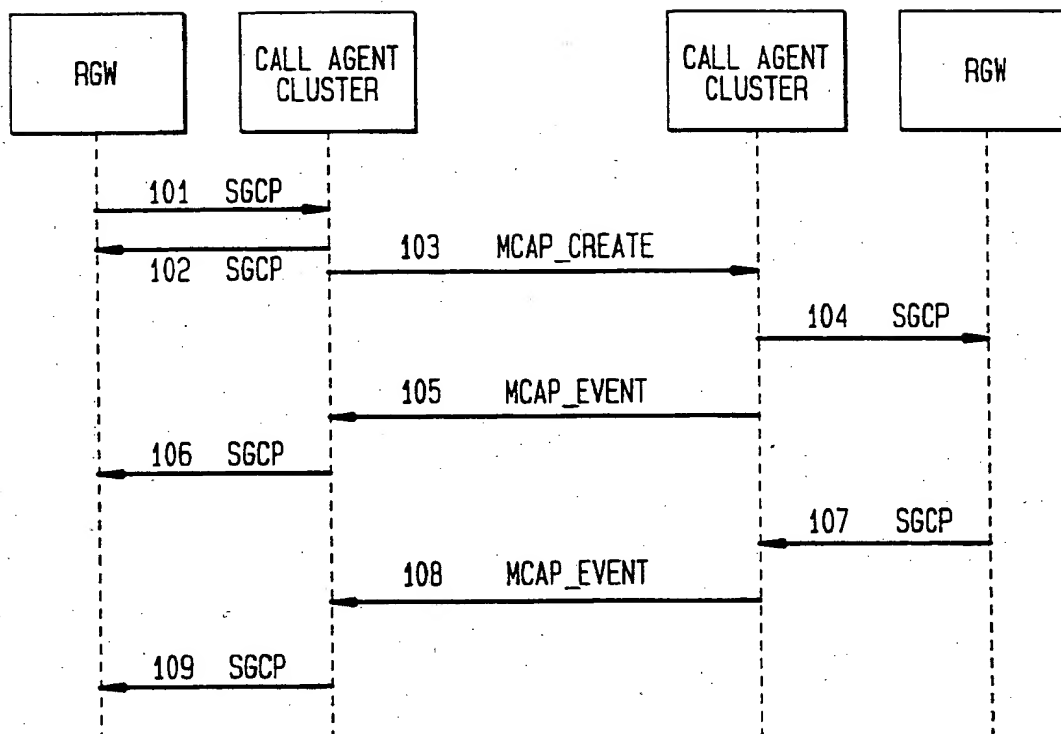 RGW
CALL AGENT
CLUSTER
CALL AGENT
CLUSTER
RGW
101 SGCP
102 SGCP
103 MCAP_CREATE
104 SGCP
105 MCAP_EVENT
106 SGCP
107 SGCP
108 MCAP_EVENT
109 SGCP